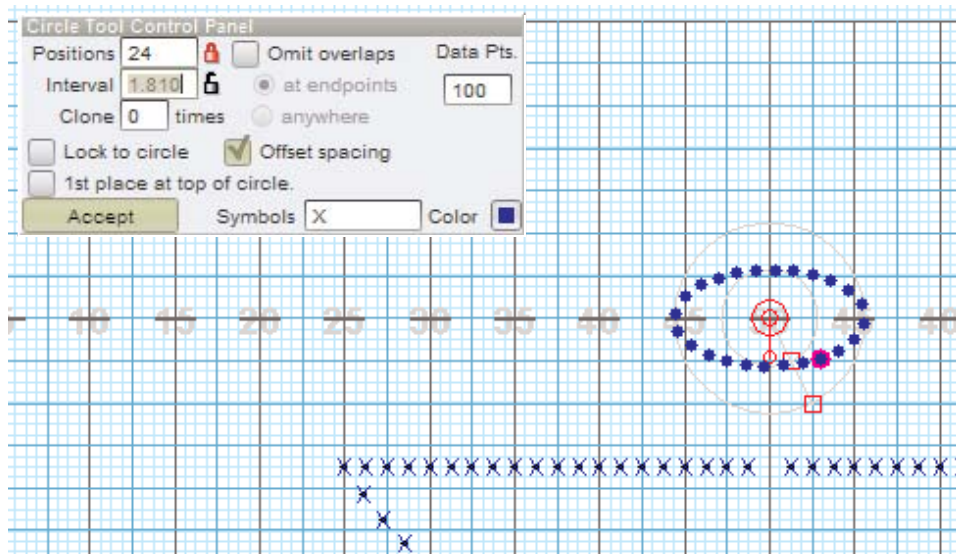 Circle Tool Control Panel
Positions 24 Omit overlaps Data Pts.
Interval 1.810 at endpoints 100
Clone 0 times anywhere
Lock to circle Offset spacing
1st place at top of circle.
Accept Symbols X Color
10 15 20 25 30 35 40 45 45 40